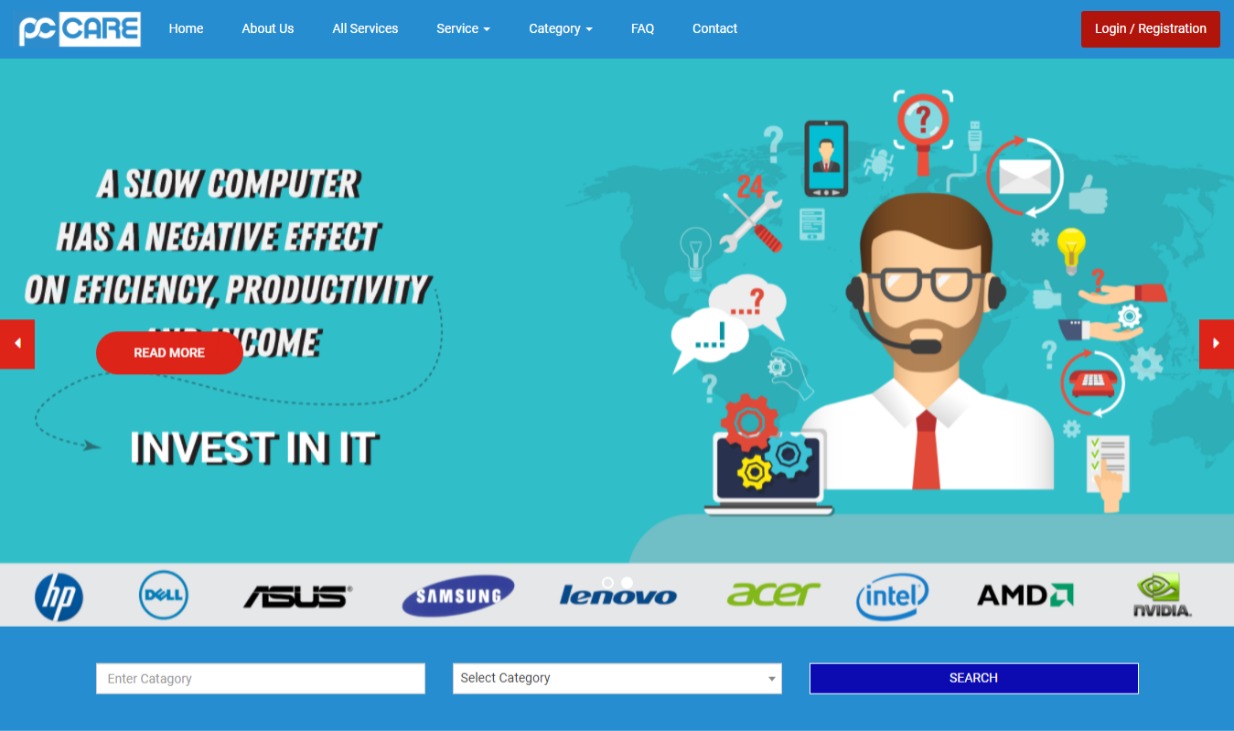 pc CARE
Home
About Us
All Services
Service
Category
FAQ
Contact
Login / Registration
A SLOW COMPUTER
HAS A NEGATIVE EFFECT
ON EFICIENCY, PRODUCTIVITY
READ MORE
INVEST IN IT
24
?
?
?
....?
....!
?
?
?
hp
DELL
ASUS
SAMSUNG
lenovo
acer
intel
AMD
NVIDIA.
Enter Catagory
Select Category
SEARCH